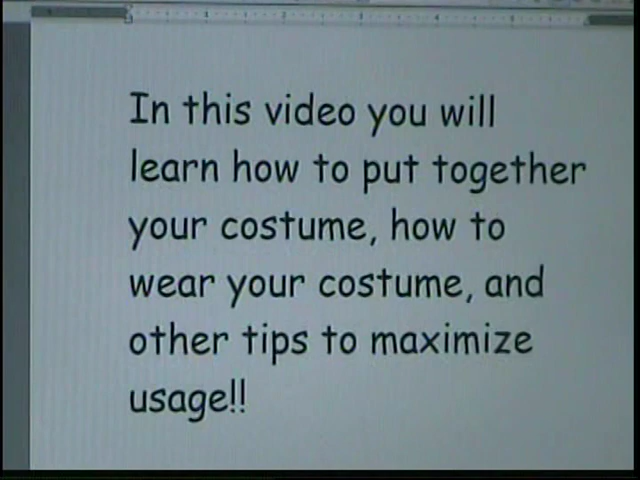 In this video you will
learn how to put together
your costume, how to
wear your costume, and
other tips to maximize
usage!!